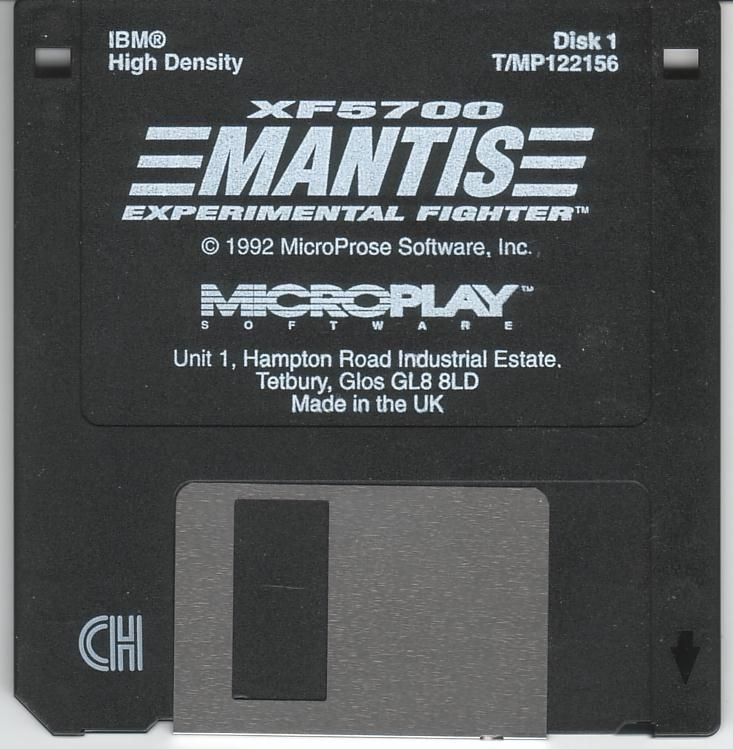 IBM® Disk 1
High Density T/MP122156
XF5700
MANTIS
EXPERIMENTAL FIGHTER™
© 1992 MicroProse Software, Inc.
MICROPLAY™
SOFTWARE
Unit 1, Hampton Road Industrial Estate,
Tetbury, Glos GL8 8LD
Made in the UK
CH